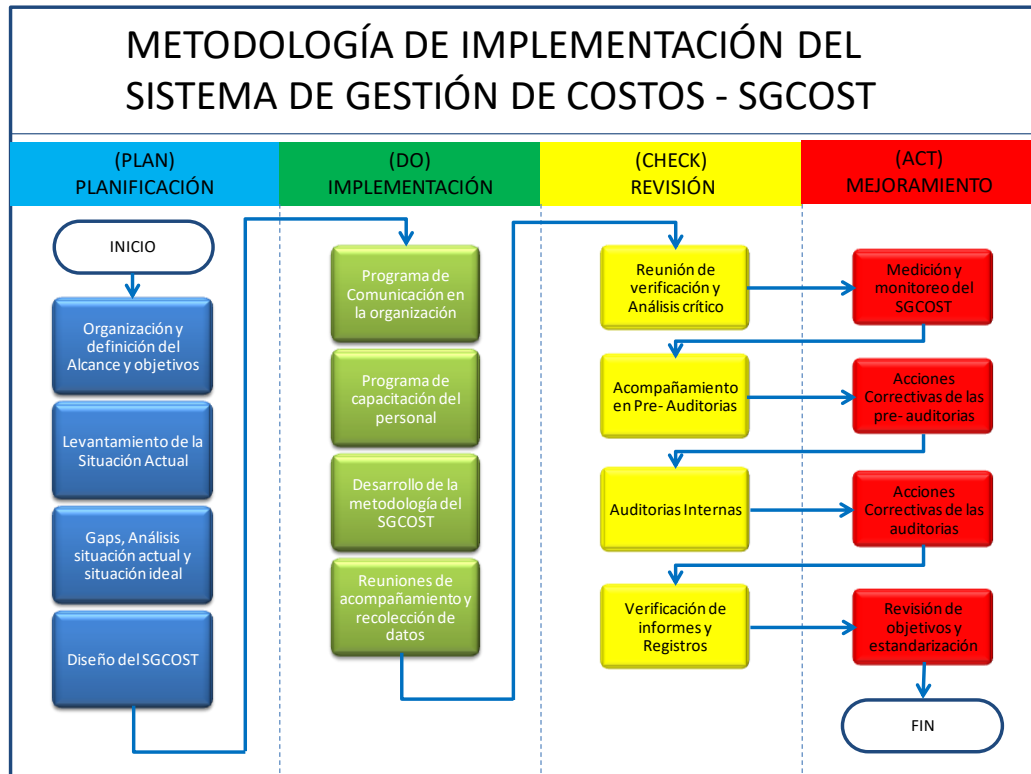 METODOLOGÍA DE IMPLEMENTACIÓN DEL
SISTEMA DE GESTIÓN DE COSTOS - SGCOST
(PLAN)
PLANIFICACIÓN
(DO)
IMPLEMENTACIÓN
(CHECK)
REVISIÓN
(ACT)
MEJORAMIENTO
INICIO
Organización y
definición del
Alcance y objetivos
Levantamiento de la
Situación Actual
Gaps, Análisis
situación actual y
situación ideal
Diseño del SGCOST
Programa de
Comunicación en
la organización
Programa de
capacitación del
personal
Desarrollo de la
metodología del
SGCOST
Reuniones de
acompañamiento y
recolección de
datos
Reunión de
verificación y
Análisis crítico
Medición y
monitoreo del
SGCOST
Acompañamiento
en Pre- Auditorias
Acciones
Correctivas de las
pre- auditorias
Auditorias Internas
Acciones
Correctivas de las
auditorias
Verificación de
informes y
Registros
Revisión de
objetivos y
estandarización
FIN